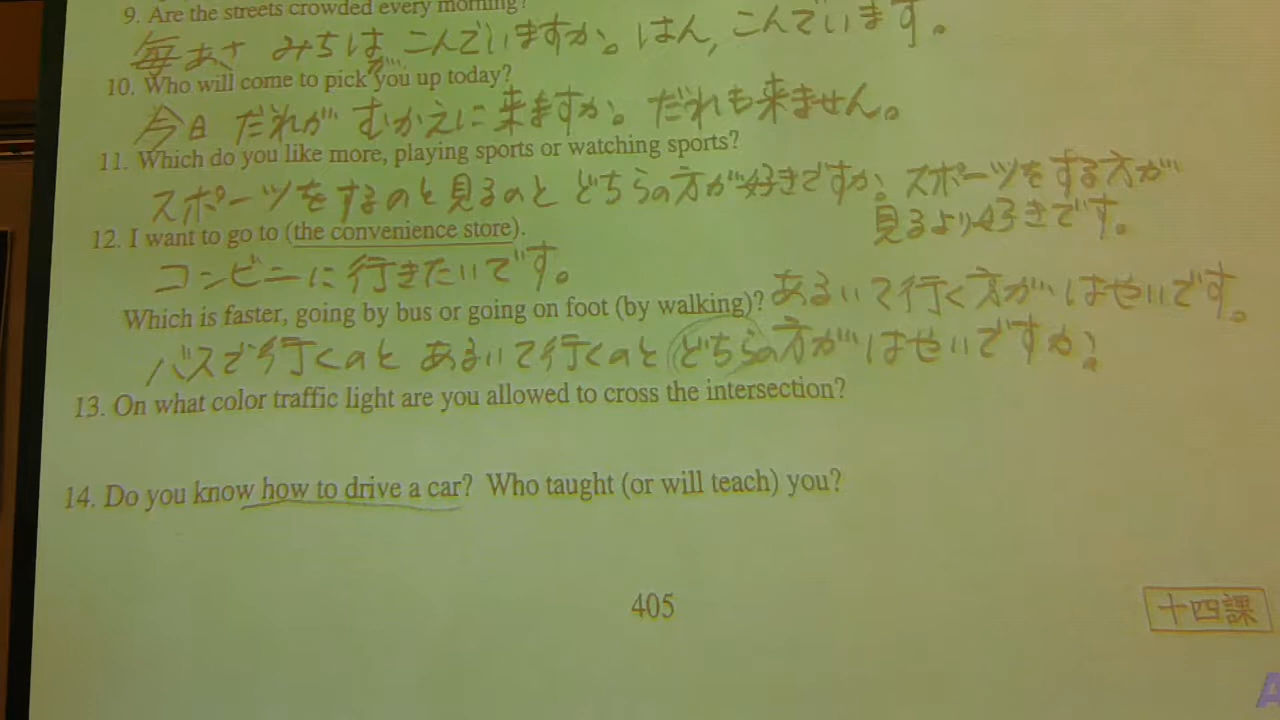 9. Are the streets crowded every morning?
毎あさ みちは こんでいますか。はん, こんでいます。
10. Who will come to pick you up today?
今日 だれが むかえに来ますか。だれも来ません。
11. Which do you like more, playing sports or watching sports?
スポーツをするのと見るのと どちらの方が好きですか。スポーツをする方が
見るより好きです。
12. I want to go to (the convenience store).
コンビニに行きたいです。
Which is faster, going by bus or going on foot (by walking)? あるいて行く方がはやいです。
バスで行くのと あるいて行くのと どちらの方がはやいですか?
13. On what color traffic light are you allowed to cross the intersection?
14. Do you know how to drive a car? Who taught (or will teach) you?
405
十四課